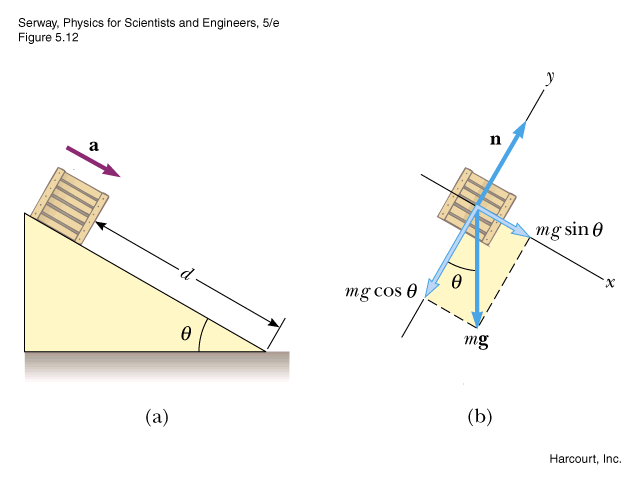 Serway, Physics for Scientists and Engineers, 5/e
Figure 5.12
a
d
θ
(a)
y
n
mg sin θ
x
mg cos θ
θ
mg
(b)
Harcourt, Inc.